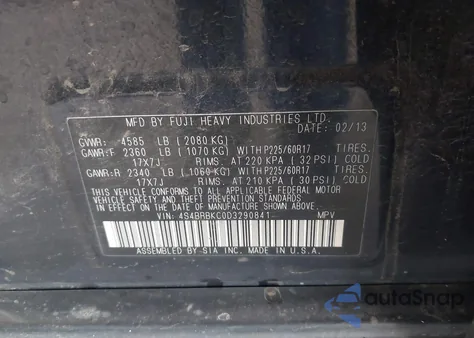 MFD BY FUJI HEAVY INDUSTRIES LTD.
DATE: 02/13
GVWR: 4585 LB (2080 KG)
GAWR:F 2360 LB (1070 KG) WITH P225/60R17 TIRES.
17X7J RIMS. AT 220 KPA (32 PSI) COLD
GAWR:R 2340 LB (1060 KG) WITH P225/60R17 TIRES.
17X7J RIMS. AT 210 KPA (30 PSI) COLD
THIS VEHICLE CONFORMS TO ALL APPLICABLE FEDERAL MOTOR
VEHICLE SAFETY AND THEFT PREVENTION STANDARDS IN EFFECT
ON THE DATE OF MANUFACTURE SHOWN ABOVE.
VIN: 4S4BRBKC0D3290841 MPV
MADE IN U.S.A.
autoSnap